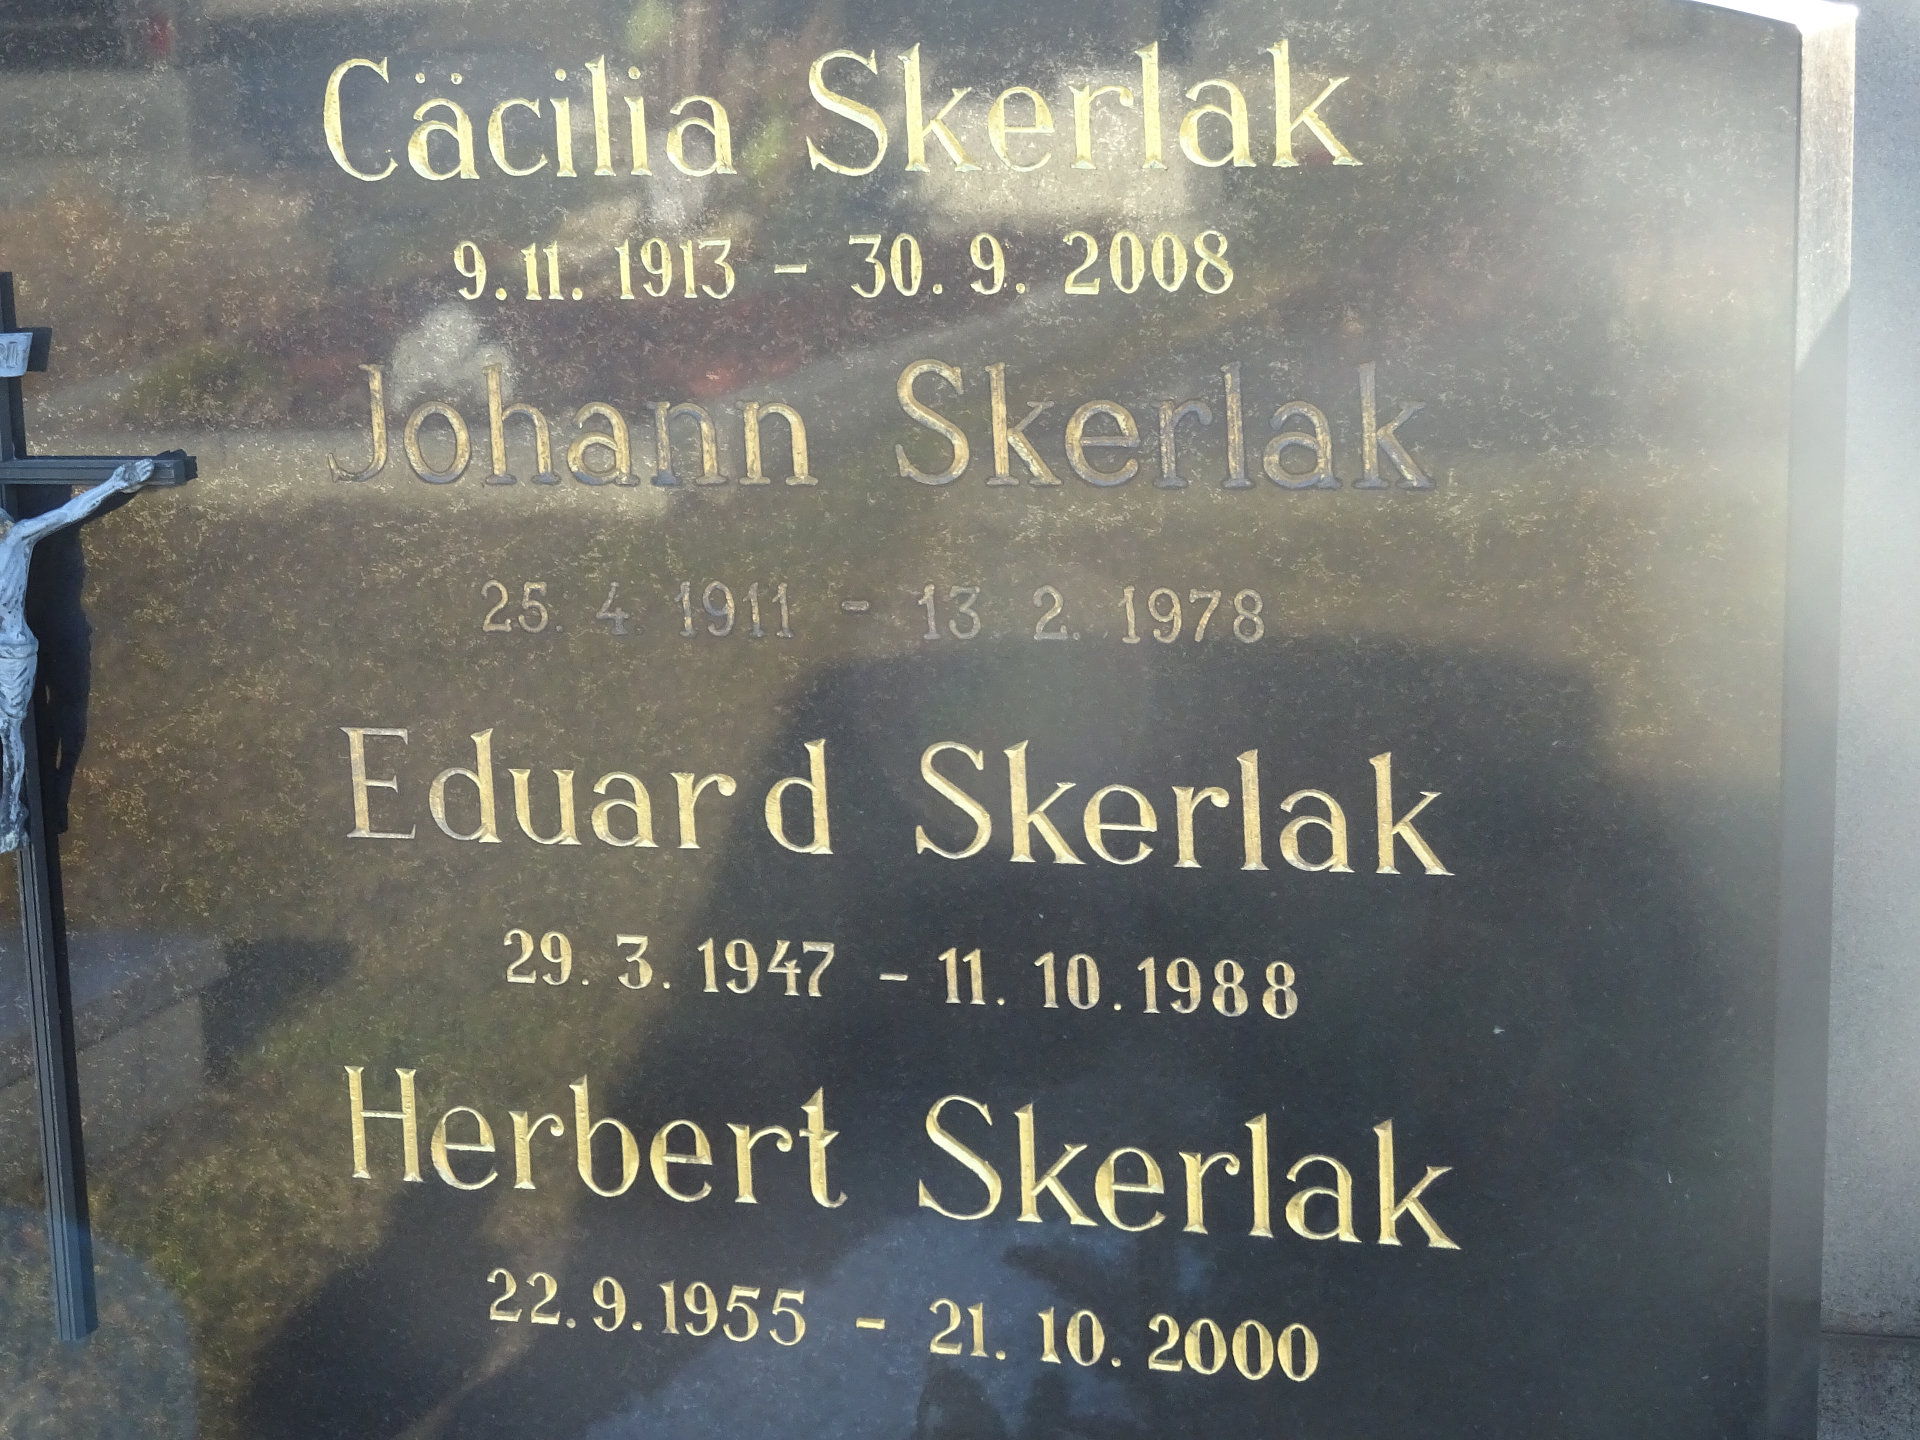 Cäcilia Skerlak
9.11. 1913 - 30. 9. 2008
Johann Skerlak
25. 4. 1911 - 13. 2. 1978
Eduard Skerlak
29. 3. 1947 - 11. 10. 1988
Herbert Skerlak
22. 9. 1955 - 21. 10. 2000